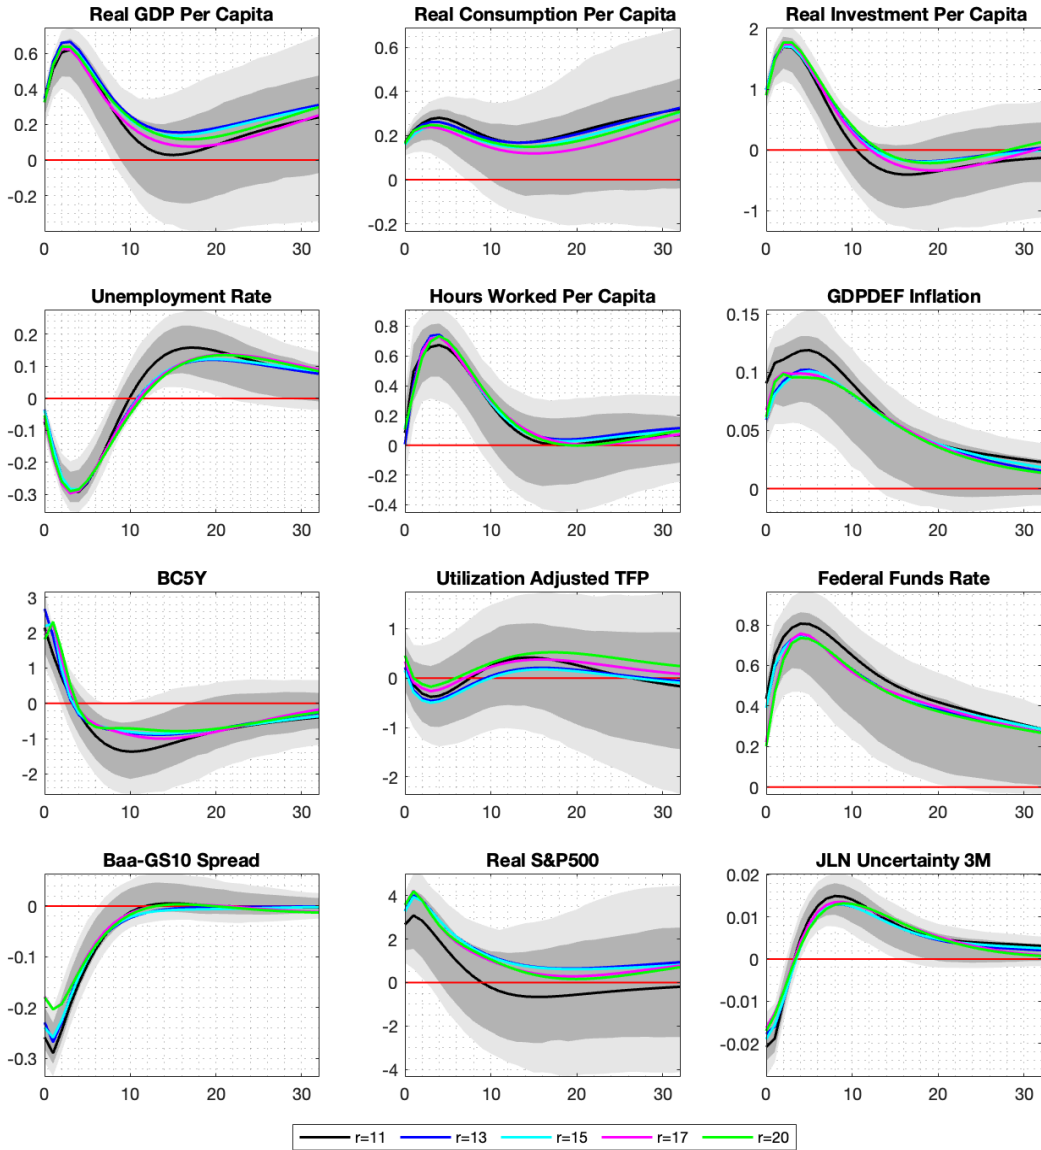 Real GDP Per Capita
0.6
0.4
0.2
0
-0.2
0 10 20 30
Real Consumption Per Capita
0.6
0.4
0.2
0
-0.2
0 10 20 30
Real Investment Per Capita
2
1
0
-1
0 10 20 30
Unemployment Rate
0.2
0.1
0
-0.1
-0.2
-0.3
0 10 20 30
Hours Worked Per Capita
0.8
0.6
0.4
0.2
0
-0.2
-0.4
0 10 20 30
GDPDEF Inflation
0.15
0.1
0.05
0
0 10 20 30
BC5Y
3
2
1
0
-1
-2
0 10 20 30
Utilization Adjusted TFP
1
0
-1
-2
0 10 20 30
Federal Funds Rate
0.8
0.6
0.4
0.2
0
0 10 20 30
Baa-GS10 Spread
0
-0.1
-0.2
-0.3
0 10 20 30
Real S&P500
4
2
0
-2
-4
0 10 20 30
JLN Uncertainty 3M
0.02
0.01
0
-0.01
-0.02
0 10 20 30
r=11 r=13 r=15 r=17 r=20